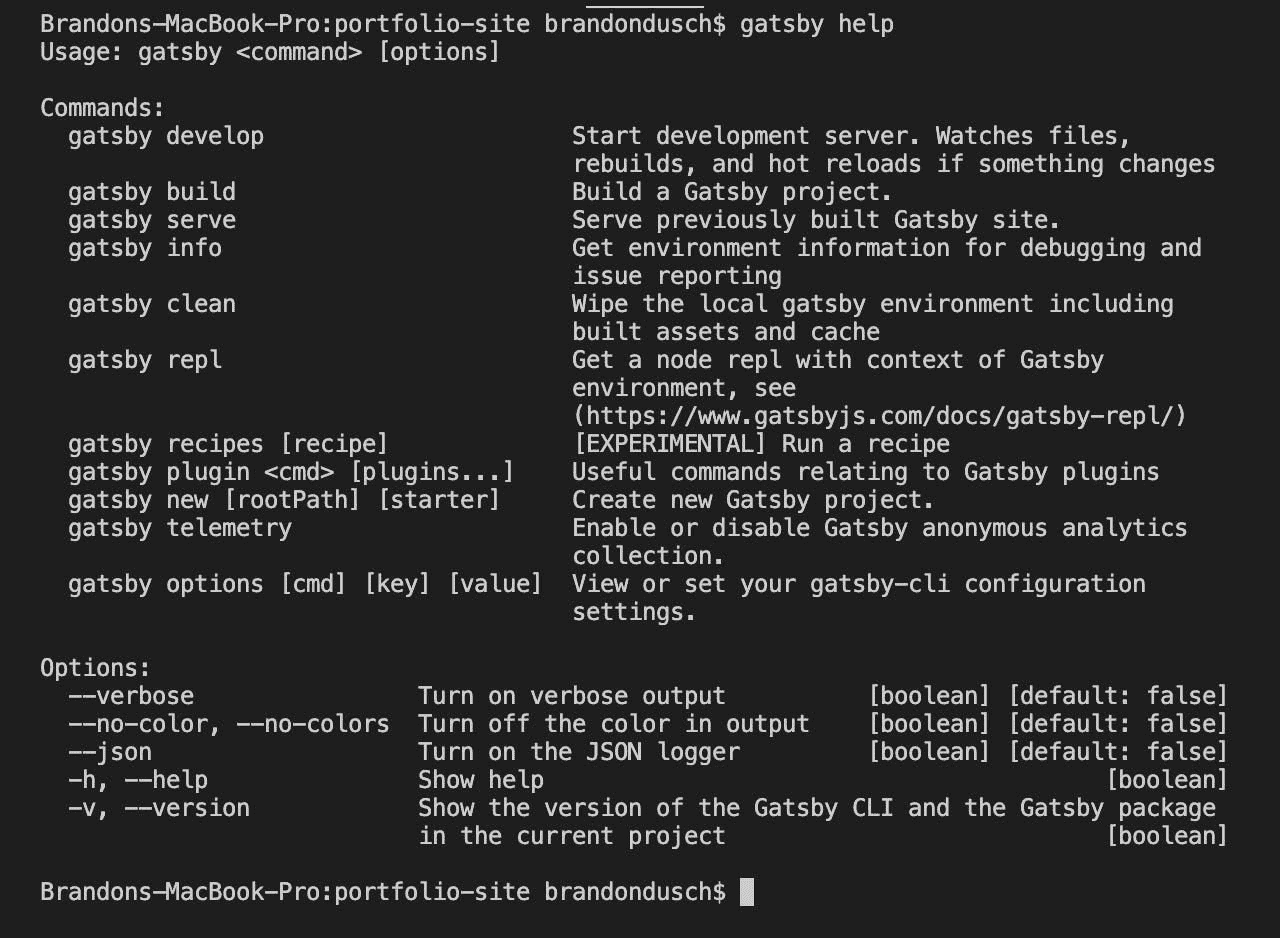 Brandons-MacBook-Pro:portfolio-site brandondusch$ gatsby help
Usage: gatsby <command> [options]
Commands:
gatsby develop Start development server. Watches files,
rebuilds, and hot reloads if something changes
gatsby build Build a Gatsby project.
gatsby serve Serve previously built Gatsby site.
gatsby info Get environment information for debugging and
issue reporting
gatsby clean Wipe the local gatsby environment including
built assets and cache
gatsby repl Get a node repl with context of Gatsby
environment, see
(https://www.gatsbyjs.com/docs/gatsby-repl/)
gatsby recipes [recipe] [EXPERIMENTAL] Run a recipe
gatsby plugin <cmd> [plugins...] Useful commands relating to Gatsby plugins
gatsby new [rootPath] [starter] Create new Gatsby project.
gatsby telemetry Enable or disable Gatsby anonymous analytics
collection.
gatsby options [cmd] [key] [value] View or set your gatsby-cli configuration
settings.
Options:
--verbose Turn on verbose output [boolean] [default: false]
--no-color, --no-colors Turn off the color in output [boolean] [default: false]
--json Turn on the JSON logger [boolean] [default: false]
-h, --help Show help [boolean]
-v, --version Show the version of the Gatsby CLI and the Gatsby package
in the current project [boolean]
Brandons-MacBook-Pro:portfolio-site brandondusch$